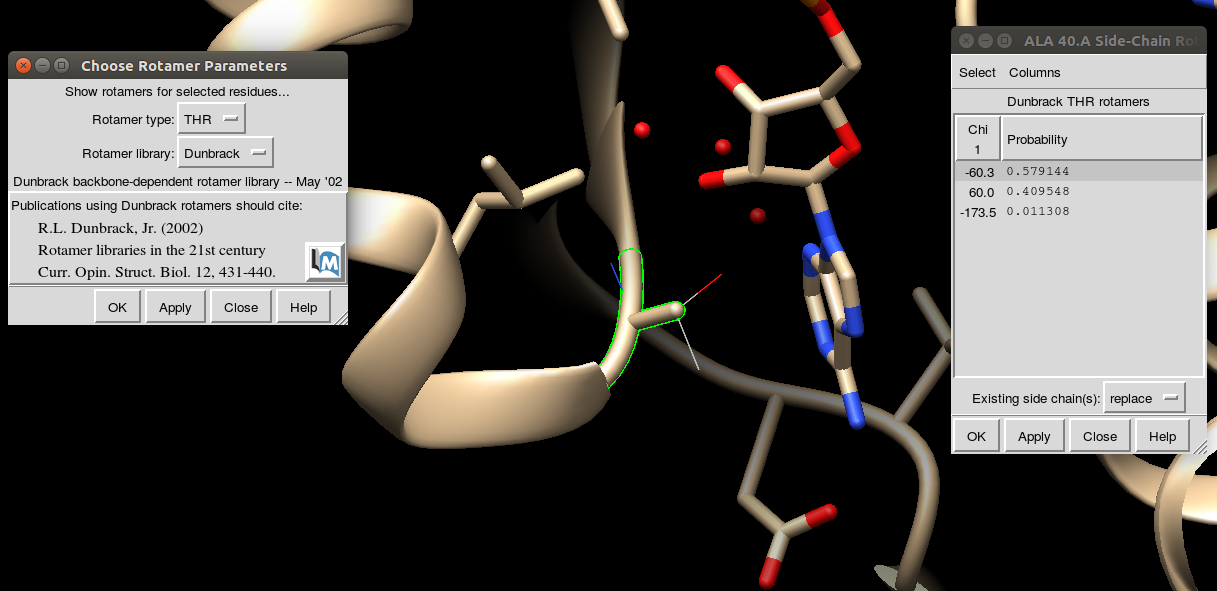 Choose Rotamer Parameters
Show rotamers for selected residues...
Rotamer type: THR
Rotamer library: Dunbrack
Dunbrack backbone-dependent rotamer library -- May '02
Publications using Dunbrack rotamers should cite:
R.L. Dunbrack, Jr. (2002)
Rotamer libraries in the 21st century
Curr. Opin. Struct. Biol. 12, 431-440.
M
OK Apply Close Help
ALA 40.A Side-Chain Rot
Select Columns
Dunbrack THR rotamers
Chi
1
Probability
-60.3 0.579144
60.0 0.409548
-173.5 0.011308
Existing side chain(s): replace
OK Apply Close Help